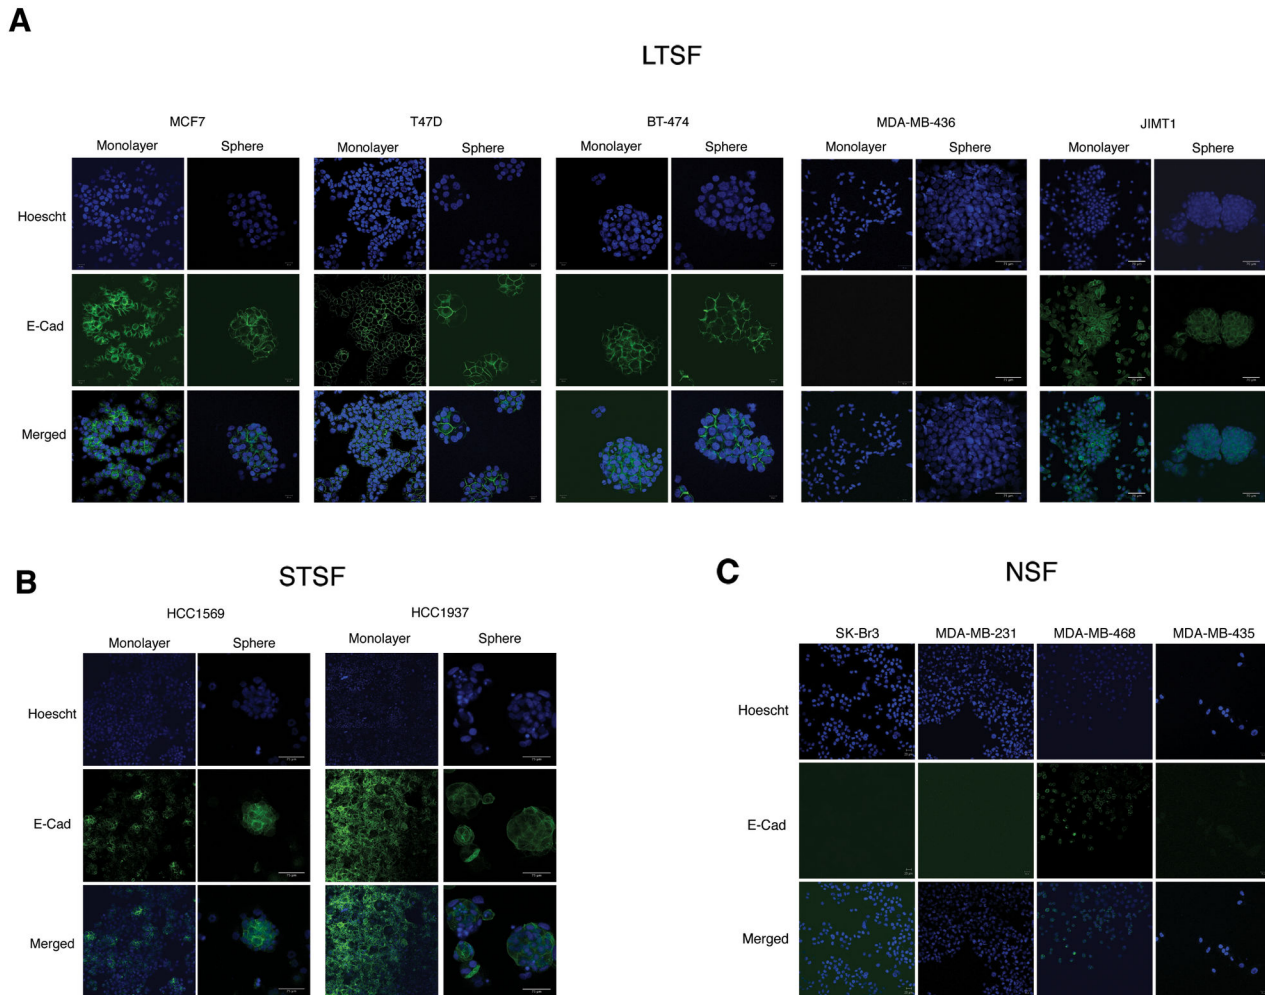 A
LTSF
MCF7 T47D BT-474 MDA-MB-436 JIMT1
Monolayer Sphere Monolayer Sphere Monolayer Sphere Monolayer Sphere Monolayer Sphere
Hoescht
E-Cad
Merged
B
STSF
HCC1569 HCC1937
Monolayer Sphere Monolayer Sphere
Hoescht
E-Cad
Merged
C
NSF
SK-Br3 MDA-MB-231 MDA-MB-468 MDA-MB-435
Hoescht
E-Cad
Merged